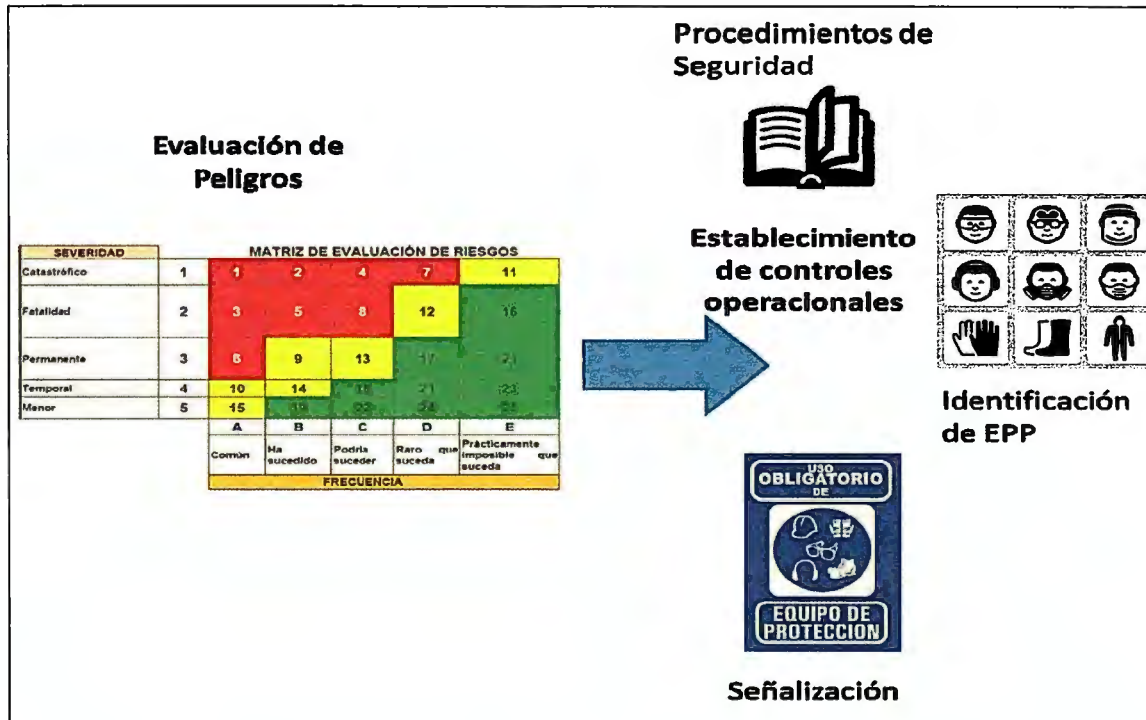 Procedimientos de
Seguridad
Evaluación de
Peligros
SEVERIDAD
MATRIZ DE EVALUACIÓN DE RIESGOS
Catastrófico 1 1 2 4 7 11
Fatalidad 2 3 5 8 12 16
Permanente 3 9 13 17
Temporal 4 10 14 21 23
Menor 5 15
A B C D E
Común
Ha
sucedido
Podría
suceder
Raro que
suceda
Prácticamente
imposible que
suceda
FRECUENCIA
Establecimiento
de controles
operacionales
Identificación
de EPP
USO
OBLIGATORIO
DE
EQUIPO DE
PROTECCION
Señalización